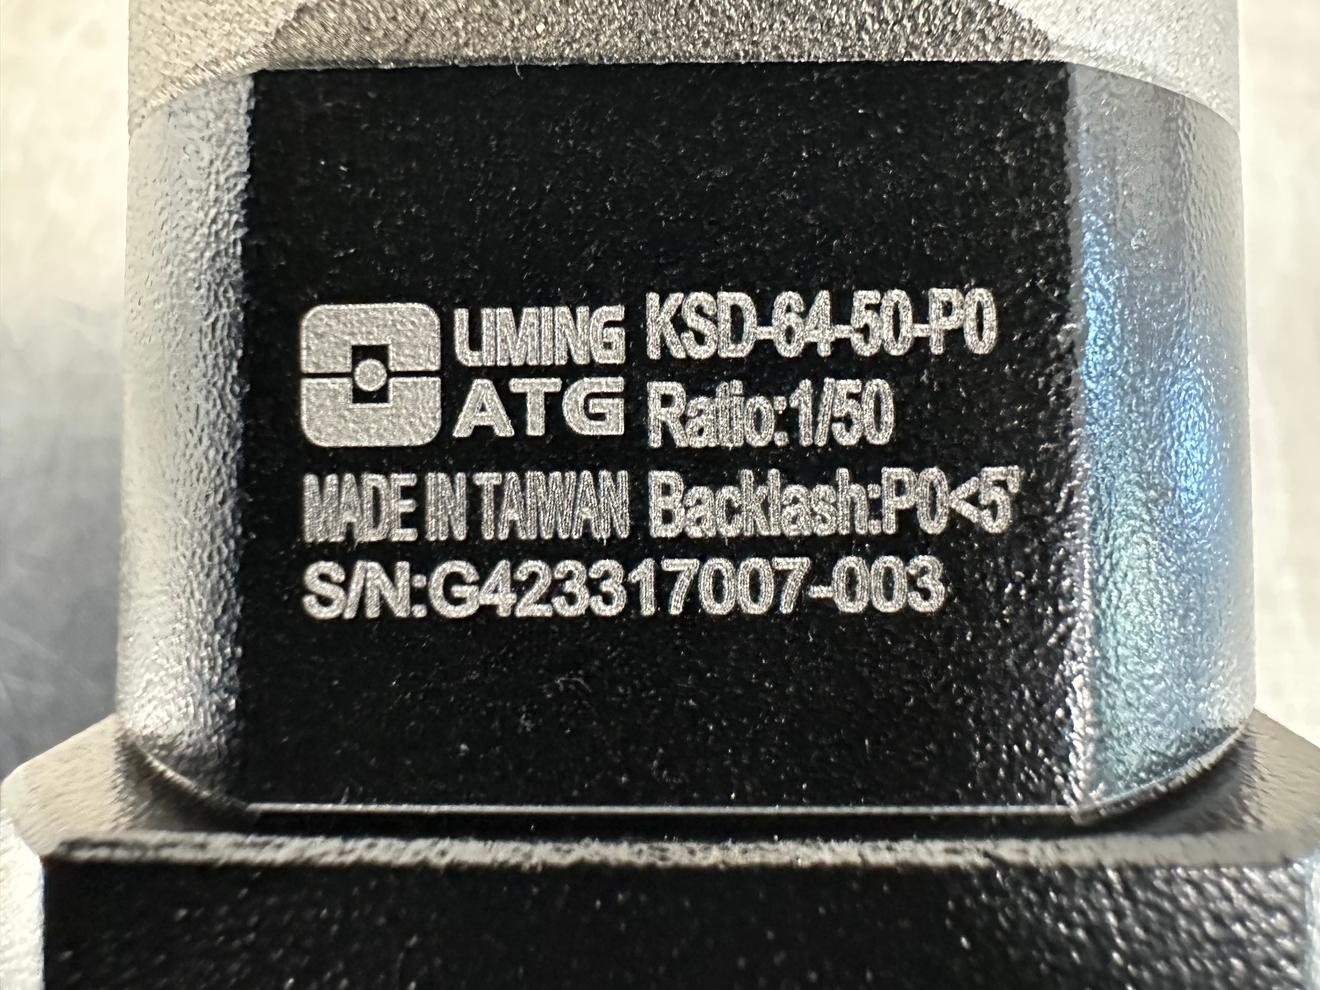 LIMING KSD-64-50-P0
ATG Ratio:1/50
MADE IN TAIWAN Backlash:P0<5'
S/N:G423317007-003